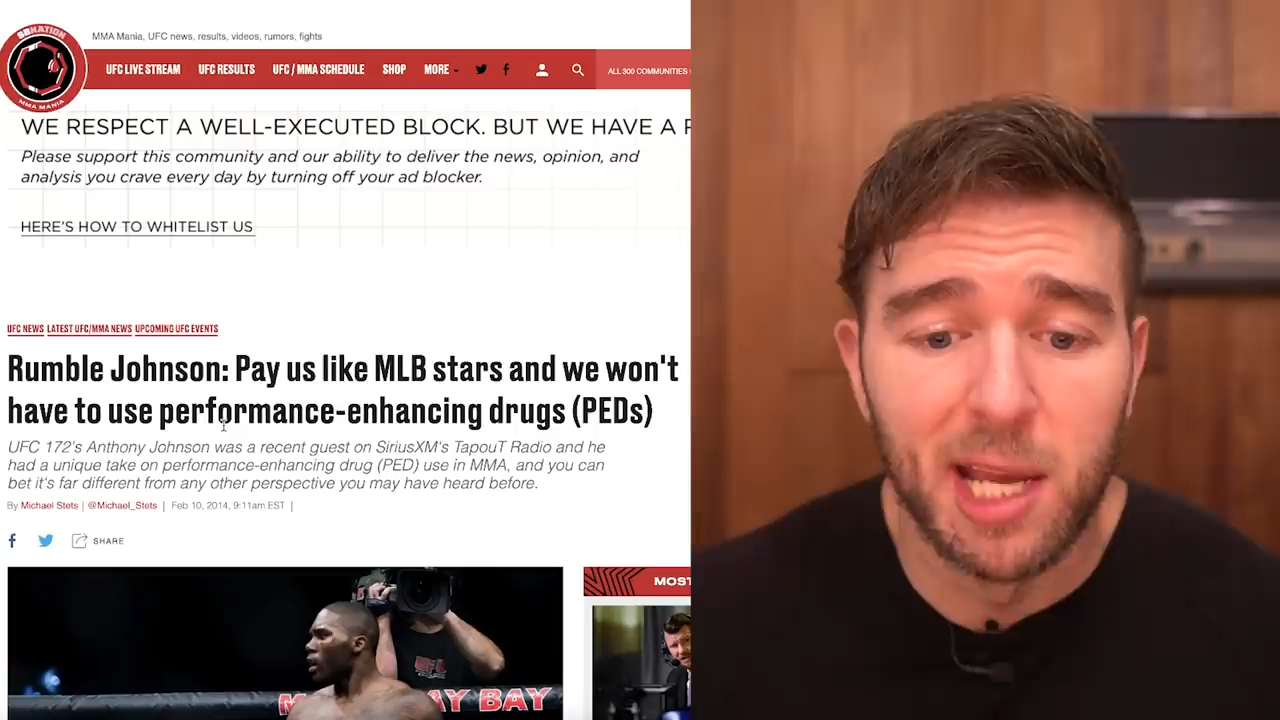 SBNATION
MMA MANIA
MMA Mania, UFC news, results, videos, rumors, fights
UFC LIVE STREAM UFC RESULTS UFC / MMA SCHEDULE SHOP MORE ALL 300 COMMUNITIES
WE RESPECT A WELL-EXECUTED BLOCK. BUT WE HAVE A
Please support this community and our ability to deliver the news, opinion, and
analysis you crave every day by turning off your ad blocker.
HERE'S HOW TO WHITELIST US
UFC NEWS LATEST UFC/MMA NEWS UPCOMING UFC EVENTS
Rumble Johnson: Pay us like MLB stars and we won't
have to use performance-enhancing drugs (PEDs)
UFC 172's Anthony Johnson was a recent guest on SiriusXM's TapouT Radio and he
had a unique take on performance-enhancing drug (PED) use in MMA, and you can
bet it's far different from any other perspective you may have heard before.
By Michael Stets | @Michael_Stets | Feb 10, 2014, 9:11am EST |
SHARE
MOST
UFC
AY BAY